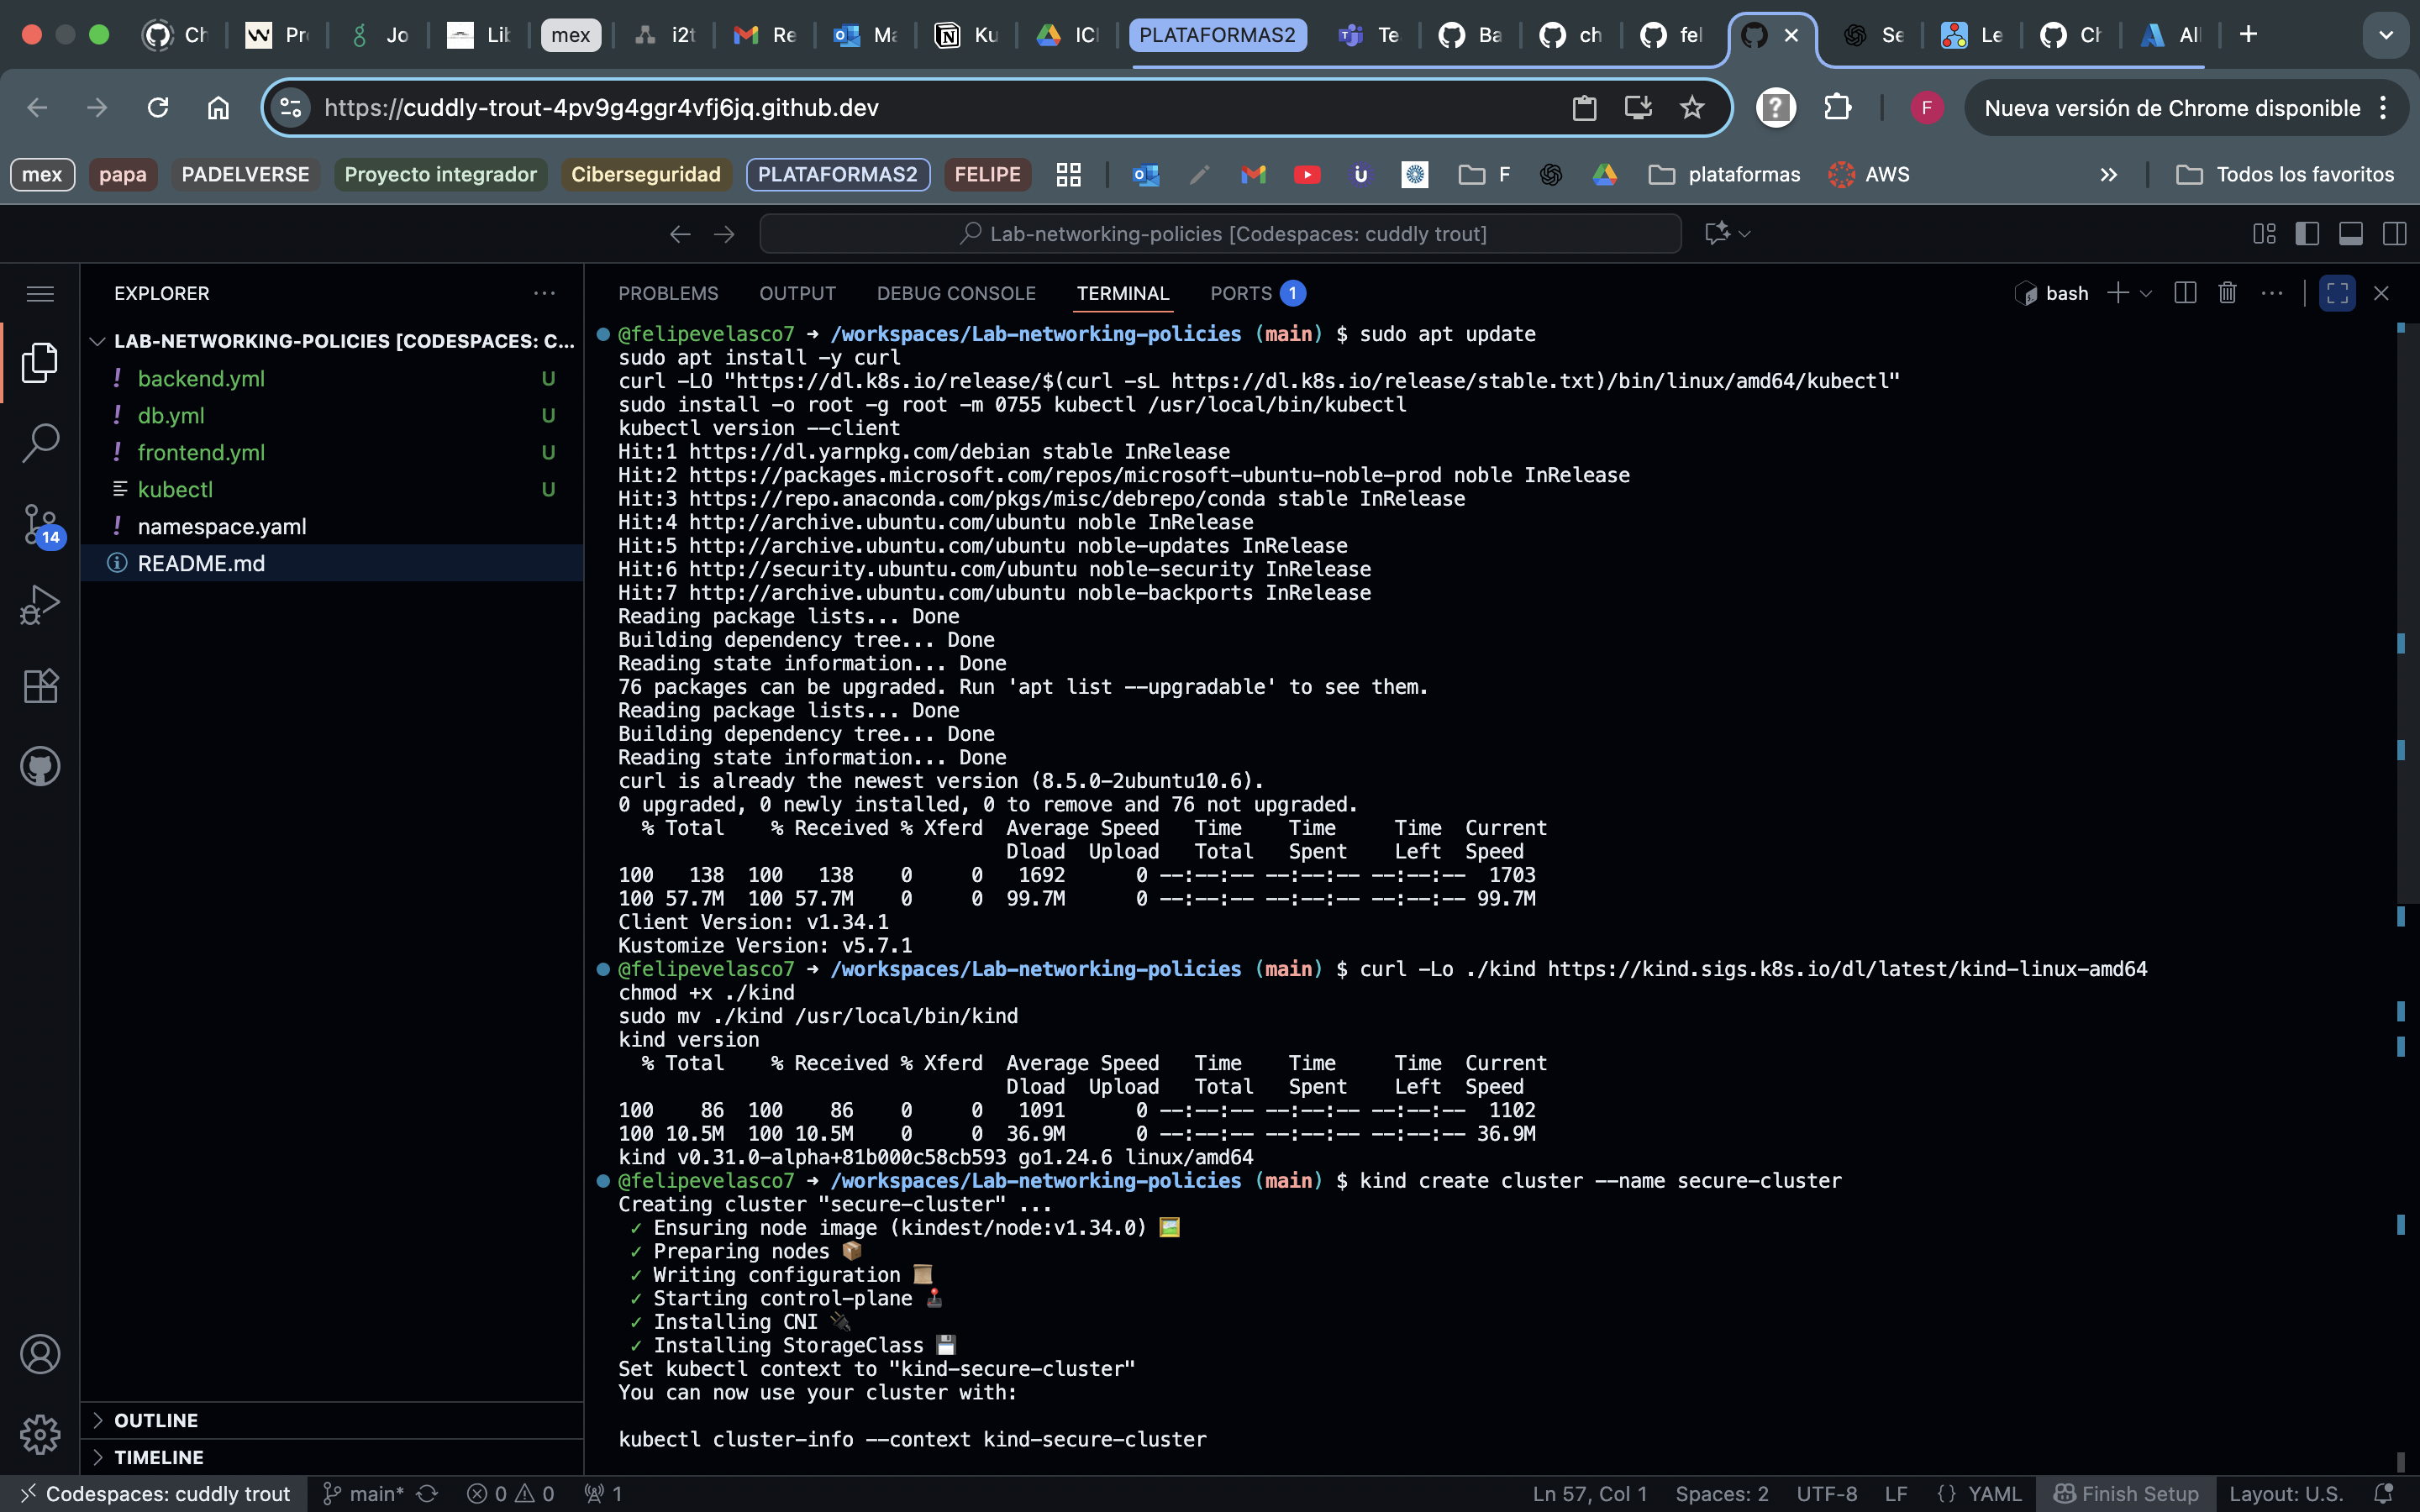 Ch
Pr
Jo
Lit
mex
i2t
Re
Ma
Ku
ICI
PLATAFORMAS2
Te
Ba
ch
fel
Se
Le
Ch
All
https://cuddly-trout-4pv9g4ggr4vfj6jq.github.dev
F
Nueva versión de Chrome disponible
mex
papa
PADELVERSE
Proyecto integrador
Ciberseguridad
PLATAFORMAS2
FELIPE
F
plataformas
AWS
Todos los favoritos
Lab-networking-policies [Codespaces: cuddly trout]
EXPLORER
LAB-NETWORKING-POLICIES [CODESPACES: C...
backend.yml U
db.yml U
frontend.yml U
kubectl U
namespace.yaml
README.md
14
OUTLINE
TIMELINE
PROBLEMS OUTPUT DEBUG CONSOLE TERMINAL PORTS 1
bash
@felipevelasco7 ➜ /workspaces/Lab-networking-policies (main) $ sudo apt update
sudo apt install -y curl
curl -LO "https://dl.k8s.io/release/$(curl -sL https://dl.k8s.io/release/stable.txt)/bin/linux/amd64/kubectl"
sudo install -o root -g root -m 0755 kubectl /usr/local/bin/kubectl
kubectl version --client
Hit:1 https://dl.yarnpkg.com/debian stable InRelease
Hit:2 https://packages.microsoft.com/repos/microsoft-ubuntu-noble-prod noble InRelease
Hit:3 https://repo.anaconda.com/pkgs/misc/debrepo/conda stable InRelease
Hit:4 http://archive.ubuntu.com/ubuntu noble InRelease
Hit:5 http://archive.ubuntu.com/ubuntu noble-updates InRelease
Hit:6 http://security.ubuntu.com/ubuntu noble-security InRelease
Hit:7 http://archive.ubuntu.com/ubuntu noble-backports InRelease
Reading package lists... Done
Building dependency tree... Done
Reading state information... Done
76 packages can be upgraded. Run 'apt list --upgradable' to see them.
Reading package lists... Done
Building dependency tree... Done
Reading state information... Done
curl is already the newest version (8.5.0-2ubuntu10.6).
0 upgraded, 0 newly installed, 0 to remove and 76 not upgraded.
% Total % Received % Xferd Average Speed Time Time Time Current
Dload Upload Total Spent Left Speed
100 138 100 138 0 0 1692 0 --:--:-- --:--:-- --:--:-- 1703
100 57.7M 100 57.7M 0 0 99.7M 0 --:--:-- --:--:-- --:--:-- 99.7M
Client Version: v1.34.1
Kustomize Version: v5.7.1
@felipevelasco7 ➜ /workspaces/Lab-networking-policies (main) $ curl -Lo ./kind https://kind.sigs.k8s.io/dl/latest/kind-linux-amd64
chmod +x ./kind
sudo mv ./kind /usr/local/bin/kind
kind version
% Total % Received % Xferd Average Speed Time Time Time Current
Dload Upload Total Spent Left Speed
100 86 100 86 0 0 1091 0 --:--:-- --:--:-- --:--:-- 1102
100 10.5M 100 10.5M 0 0 36.9M 0 --:--:-- --:--:-- --:--:-- 36.9M
kind v0.31.0-alpha+81b000c58cb593 go1.24.6 linux/amd64
@felipevelasco7 ➜ /workspaces/Lab-networking-policies (main) $ kind create cluster --name secure-cluster
Creating cluster "secure-cluster" ...
✓ Ensuring node image (kindest/node:v1.34.0) 🖼
✓ Preparing nodes 📦
✓ Writing configuration 📜
✓ Starting control-plane 🕹️
✓ Installing CNI 🔌
✓ Installing StorageClass 💾
Set kubectl context to "kind-secure-cluster"
You can now use your cluster with:
kubectl cluster-info --context kind-secure-cluster
Codespaces: cuddly trout main* 0 0 1
Ln 57, Col 1 Spaces: 2 UTF-8 LF {} YAML Finish Setup Layout: U.S.